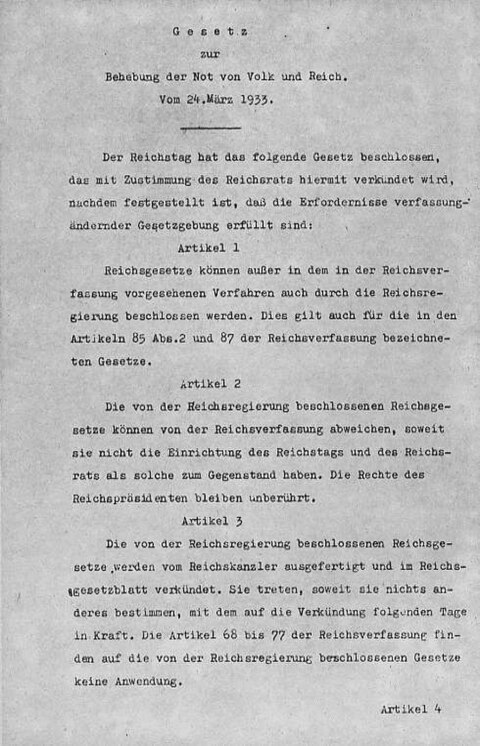 Gesetz
zur
Behebung der Not von Volk und Reich.
Vom 24.März 1933.
Der Reichstag hat das folgende Gesetz beschlossen,
das mit Zustimmung des Reichsrats hiermit verkündet wird,
nachdem festgestellt ist, daß die Erfordernisse verfassung-
ändernder Gesetzgebung erfüllt sind:
Artikel 1
Reichsgesetze können außer in dem in der Reichsver-
fassung vorgesehenen Verfahren auch durch die Reichsre-
gierung beschlossen werden. Dies gilt auch für die in den
Artikeln 85 Abs.2 und 87 der Reichsverfassung bezeichne-
ten Gesetze.
Artikel 2
Die von der Reichsregierung beschlossenen Reichsge-
setze können von der Reichsverfassung abweichen, soweit
sie nicht die Einrichtung des Reichstags und des Reichs-
rats als solche zum Gegenstand haben. Die Rechte des
Reichspräsidenten bleiben unberührt.
Artikel 3
Die von der Reichsregierung beschlossenen Reichsge-
setze werden vom Reichskanzler ausgefertigt und im Reichs-
gesetzblatt verkündet. Sie treten, soweit sie nichts an-
deres bestimmen, mit dem auf die Verkündung folgenden Tage
in Kraft. Die Artikel 68 bis 77 der Reichsverfassung fin-
den auf die von der Reichsregierung beschlossenen Gesetze
keine Anwendung.
Artikel 4